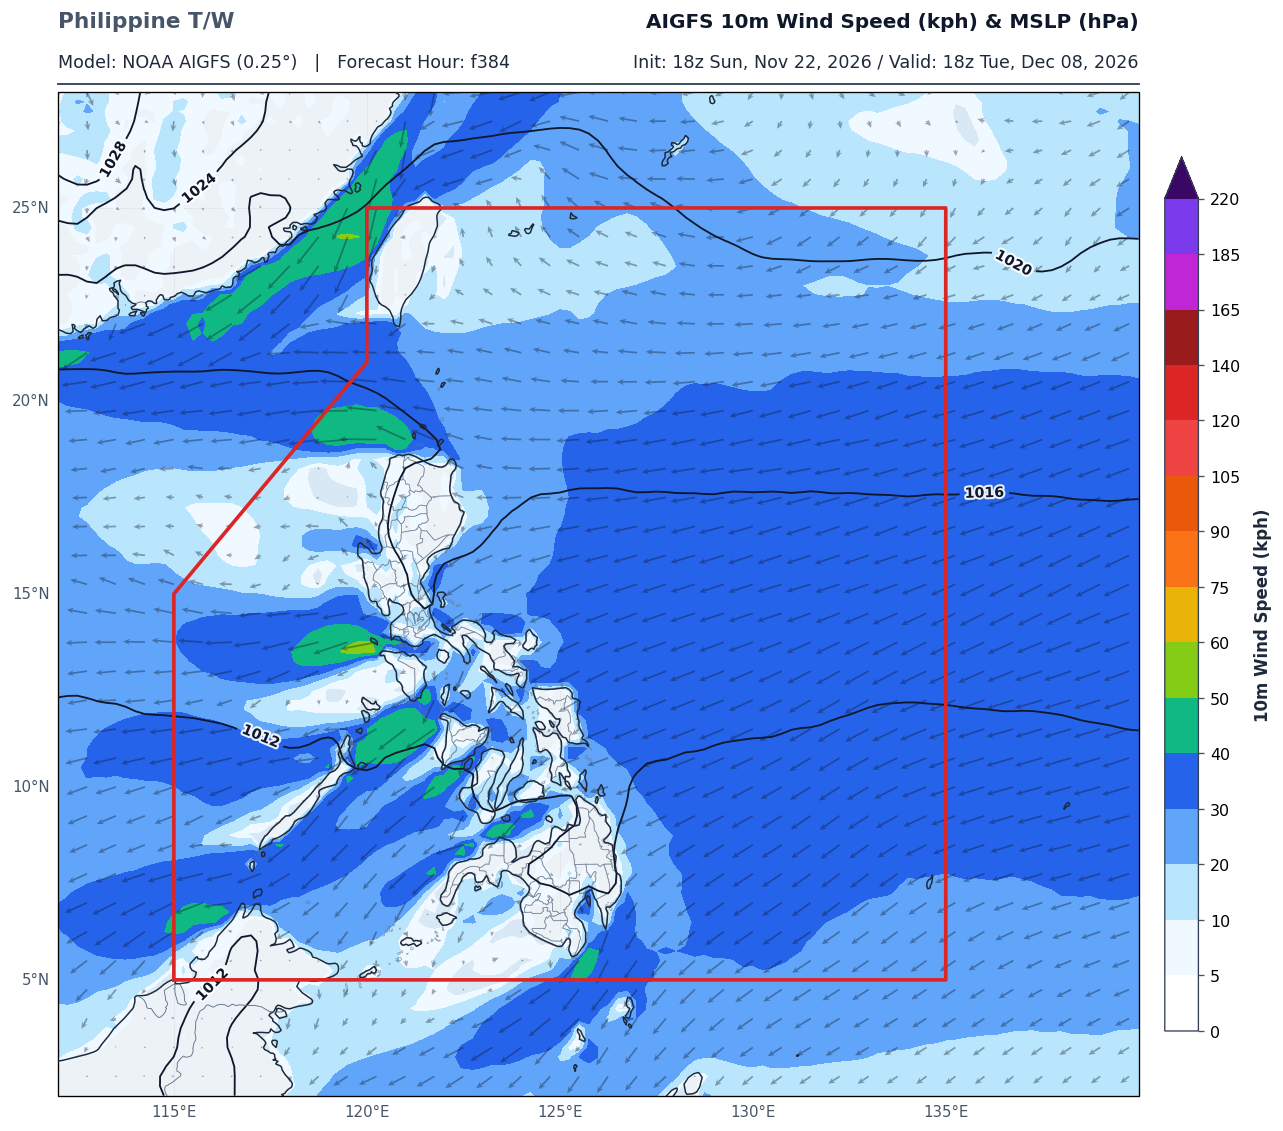 Philippine T/W
AIGFS 10m Wind Speed (kph) & MSLP (hPa)
Model: NOAA AIGFS (0.25°) | Forecast Hour: f384
Init: 18z Sun, Nov 22, 2026 / Valid: 18z Tue, Dec 08, 2026
1028
1024
1020
1016
1012
1012
25°N
20°N
15°N
10°N
5°N
115°E
120°E
125°E
130°E
135°E
220
185
165
140
120
105
90
75
60
50
40
30
20
10
5
0
10m Wind Speed (kph)